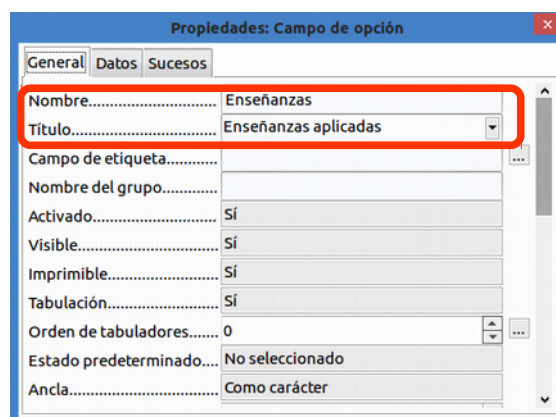 Propiedades: Campo de opción
General Datos Sucesos
Nombre............................. Enseñanzas
Título................................. Enseñanzas aplicadas
Campo de etiqueta............ ...
Nombre del grupo.............
Activado............................ Sí
Visible................................ Sí
Imprimible......................... Sí
Tabulación......................... Sí
Orden de tabuladores....... 0 ...
Estado predeterminado.... No seleccionado
Ancla.................................. Como carácter